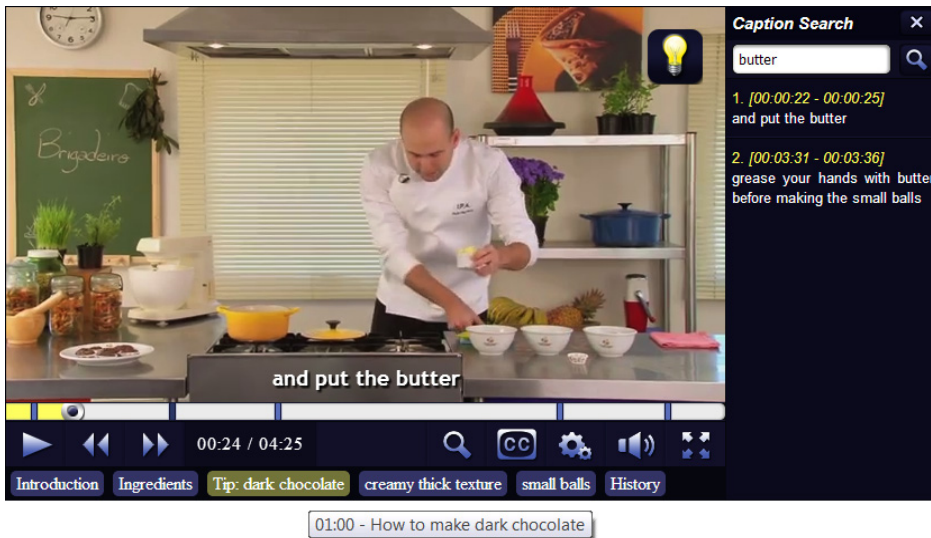 Caption Search
butter
1. [00:00:22 - 00:00:25]
and put the butter
2. [00:03:31 - 00:03:36]
grease your hands with butter
before making the small balls
Brigadeiro
and put the butter
00:24 / 04:25
CC
Introduction
Ingredients
Tip: dark chocolate
creamy thick texture
small balls
History
01:00 - How to make dark chocolate